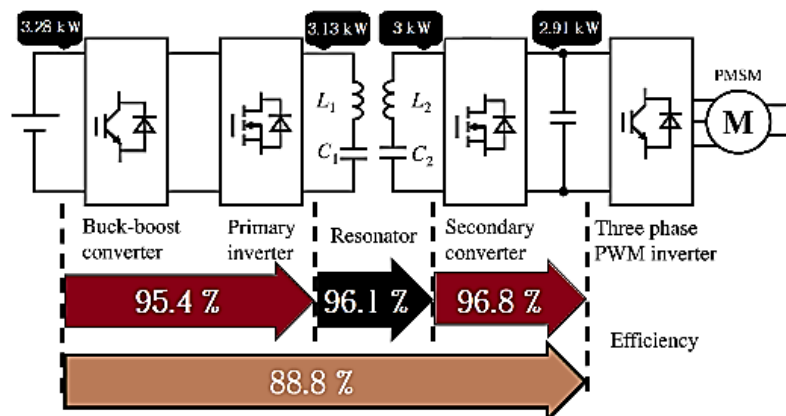 3.28 kW
3.13 kW
3 kW
2.91 kW
PMSM
L1
L2
M
C1
C2
Buck-boost
converter
Primary
inverter
Resonator
Secondary
converter
Three phase
PWM inverter
95.4 %
96.1 %
96.8 %
Efficiency
88.8 %